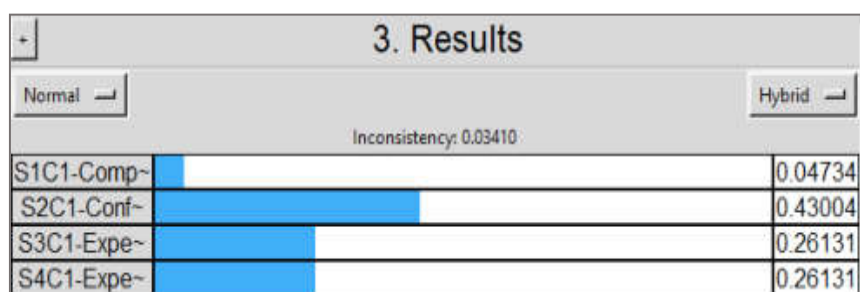 + 3. Results
Normal Hybrid
Inconsistency: 0.03410
S1C1-Comp~ 0.04734
S2C1-Conf~ 0.43004
S3C1-Expe~ 0.26131
S4C1-Expe~ 0.26131